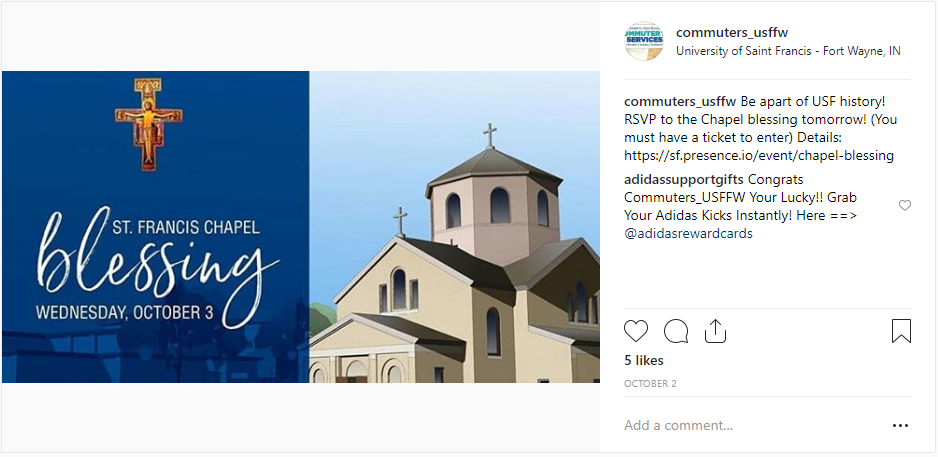 commuters_usffw
University of Saint Francis - Fort Wayne, IN
ST. FRANCIS CHAPEL
blessing
WEDNESDAY, OCTOBER 3
commuters_usffw Be apart of USF history!
RSVP to the Chapel blessing tomorrow! (You
must have a ticket to enter) Details:
https://sf.presence.io/event/chapel-blessing
adidassupportgifts Congrats
Commuters_USFFW Your Lucky!! Grab
Your Adidas Kicks Instantly! Here ==>
@adidasrewardcards
5 likes
OCTOBER 2
Add a comment...